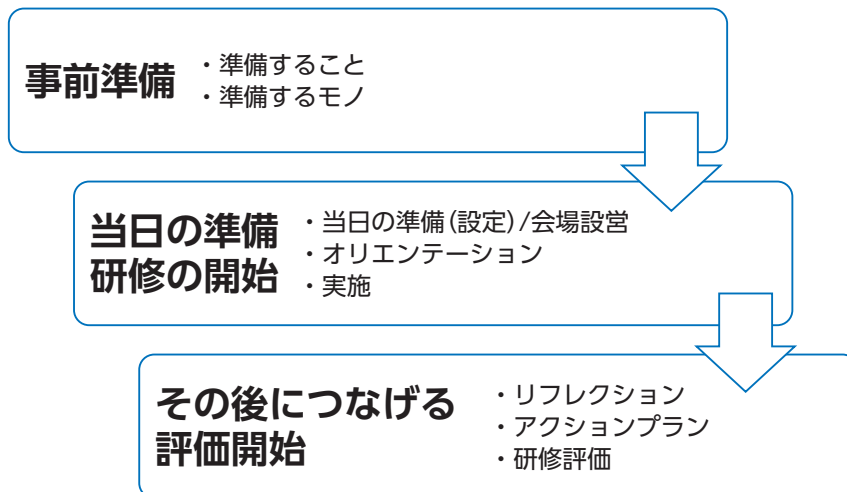 事前準備
・準備すること
・準備するモノ
当日の準備
研修の開始
・当日の準備(設定)/会場設営
・オリエンテーション
・実施
その後につなげる
評価開始
・リフレクション
・アクションプラン
・研修評価